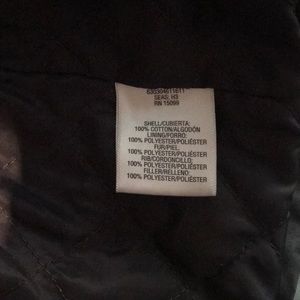 630304611611
SEAS: H3
RN 15099
SHELL/CUBIERTA:
100% COTTON/ALGODÓN
LINING/FORRO:
100% POLYESTER/POLIÉSTER
FUR/PIEL:
100% POLYESTER/POLIÉSTER
RIB/CORDONCILLO:
100% POLYESTER/POLIÉSTER
FILLER/RELLENO:
100% POLYESTER/POLIÉSTER